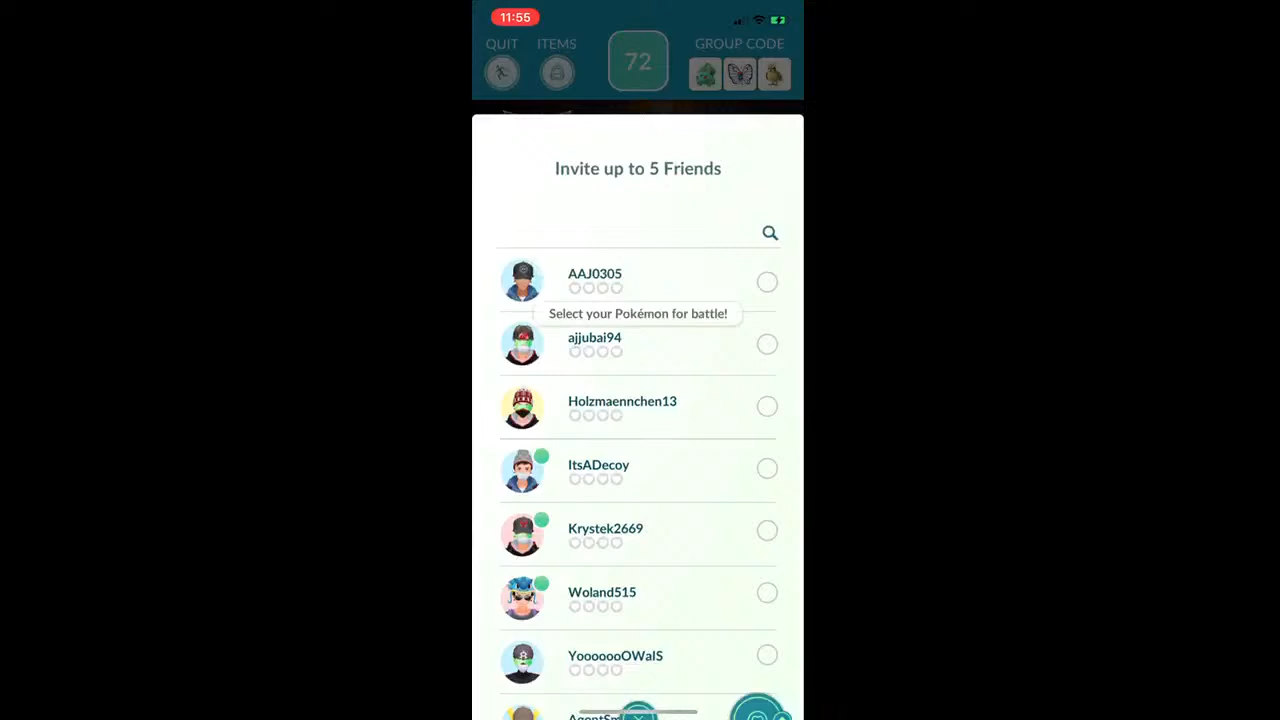 11:55
QUIT ITEMS 72 GROUP CODE
Invite up to 5 Friends
AAJ0305
Select your Pokémon for battle!
ajjubai94
Holzmaennchen13
ItsADecoy
Krystek2669
Woland515
YooooooOWalS